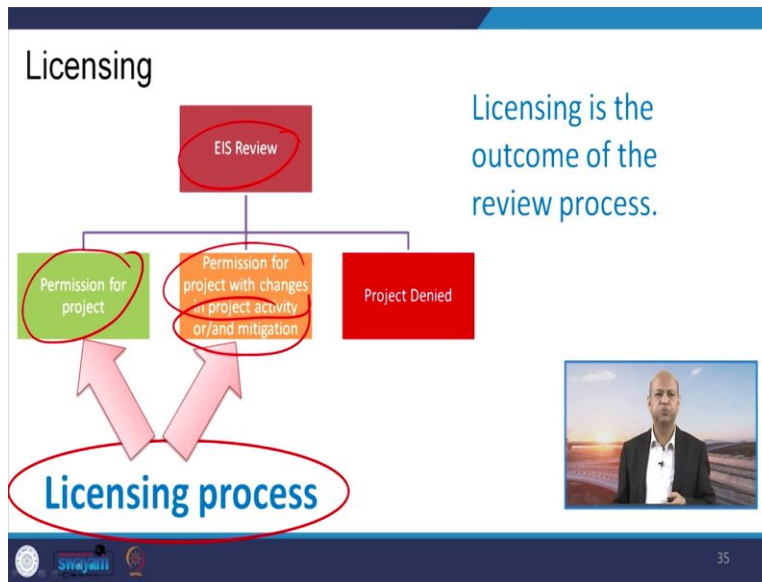 Licensing
EIS Review
Licensing is the
outcome of the
review process.
Permission for
project
Permission for
project with changes
in project activity
or/and mitigation
Project Denied
Licensing process
swayam
35